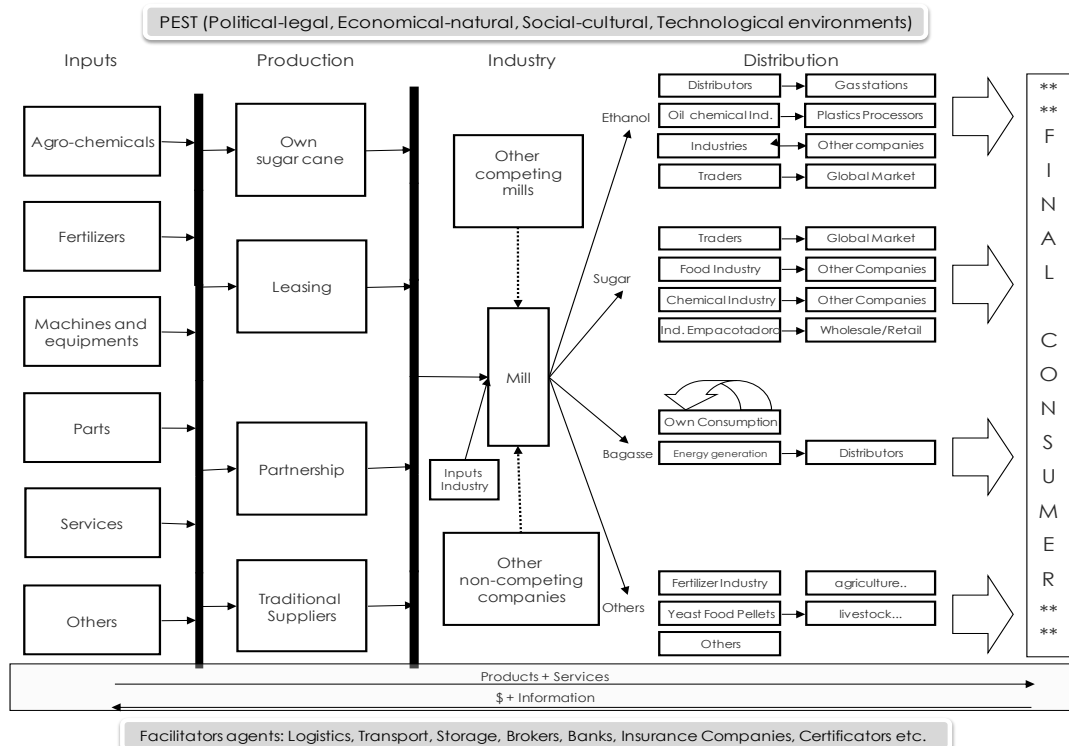 PEST (Political-legal, Economical-natural, Social-cultural, Technological environments)
Inputs
Production
Industry
Distribution
Agro-chemicals
Fertilizers
Machines and
equipments
Parts
Services
Others
Own
sugar cane
Leasing
Partnership
Traditional
Suppliers
Other
competing
mills
Mill
Inputs
Industry
Other
non-competing
companies
Ethanol
Distributors
Gas stations
Oil chemical Ind.
Plastics Processors
Industries
Other companies
Traders
Global Market
Sugar
Traders
Global Market
Food Industry
Other Companies
Chemical Industry
Other Companies
Ind. Empacotadora
Wholesale/Retail
Bagasse
Own Consumption
Energy generation
Distributors
Others
Fertilizer Industry
agriculture..
Yeast Food Pellets
livestock...
Others
**
**
F
I
N
A
L
C
O
N
S
U
M
E
R
**
**
Products + Services
$ + Information
Facilitators agents: Logistics, Transport, Storage, Brokers, Banks, Insurance Companies, Certificators etc.